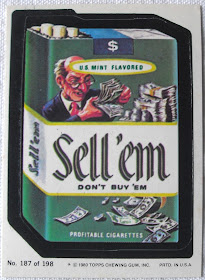 $
U.S. MINT FLAVORED
Sell 'em
Sell 'em
DON'T BUY 'EM
PROFITABLE CIGARETTES
No. 187 of 198
© 1980 TOPPS CHEWING GUM, INC.
PRTD. IN U.S.A.